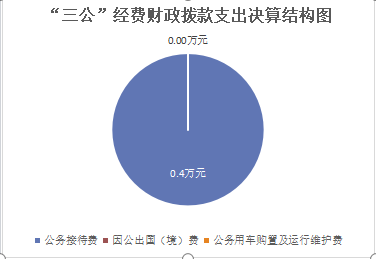 “三公”经费财政拨款支出决算结构图
0.00万元
0.4万元
公务接待费 因公出国（境）费 公务用车购置及运行维护费